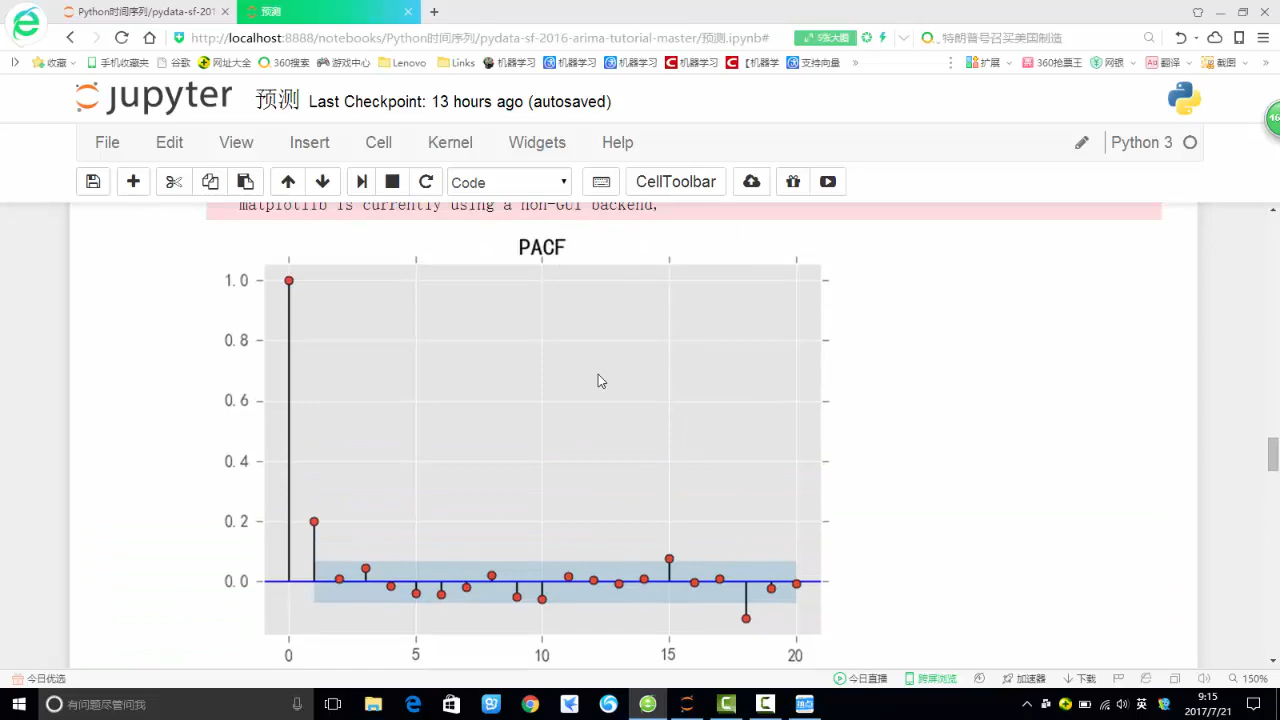 Python时间序列/pydata-sf-201
预测
http://localhost:8888/notebooks/Python时间序列/pydata-sf-2016-arima-tutorial-master/预测.ipynb#
5张大图
特朗普号召买美国制造
收藏
手机收藏夹
谷歌
网址大全
360搜索
游戏中心
Lenovo
Links
机器学习
机器学习
机器学习
机器学习
【机器学
支持向量
»
扩展
360抢票王
网银
翻译
截图
»
16
jupyter
预测 Last Checkpoint: 13 hours ago (autosaved)
File Edit View Insert Cell Kernel Widgets Help
Python 3
Code
CellToolbar
matplotlib is currently using a non-GUI backend,
PACF
1.0
0.8
0.6
0.4
0.2
0.0
0 5 10 15 20
今日优选
今日直播
跨屏浏览
加速器
下载
150%
有问题尽管问我
热点
英
9:15
2017/7/21